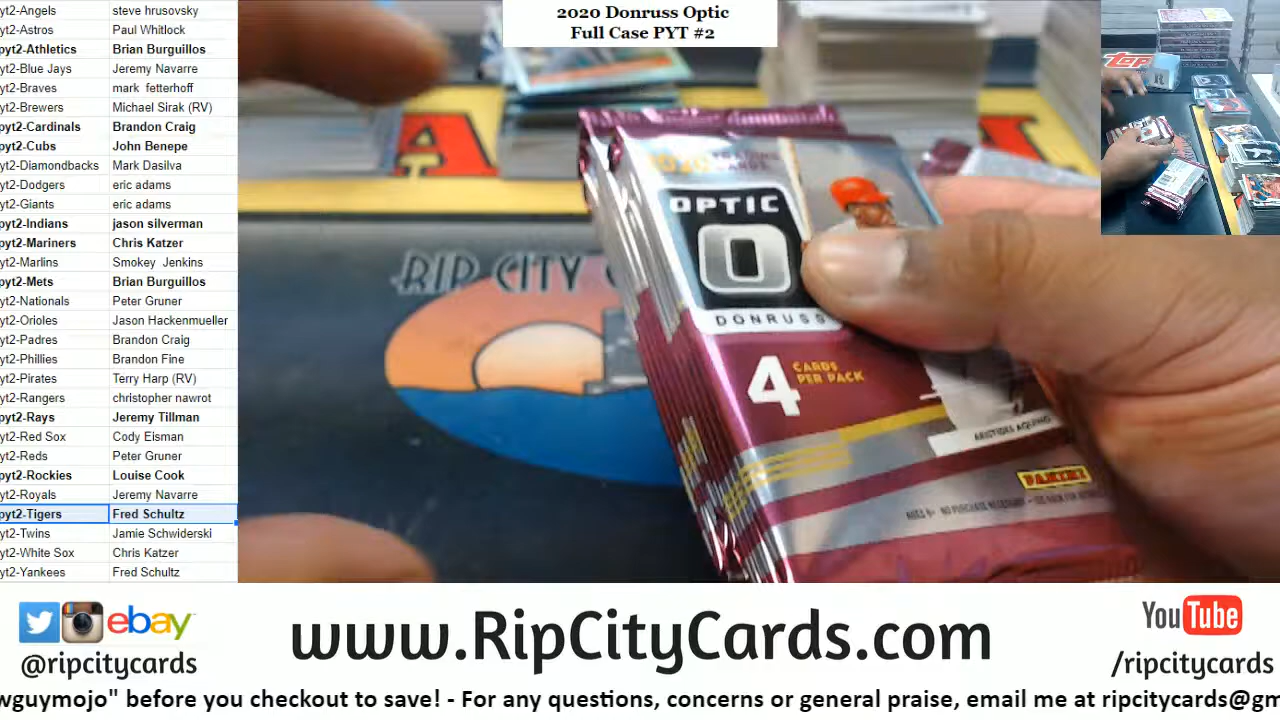 2020 Donruss Optic
Full Case PYT #2
yt2-Angels steve hrusovsky
yt2-Astros Paul Whitlock
pyt2-Athletics Brian Burguillos
yt2-Blue Jays Jeremy Navarre
yt2-Braves mark fetterhoff
yt2-Brewers Michael Sirak (RV)
pyt2-Cardinals Brandon Craig
pyt2-Cubs John Benepe
yt2-Diamondbacks Mark Dasilva
yt2-Dodgers eric adams
yt2-Giants eric adams
pyt2-Indians jason silverman
pyt2-Mariners Chris Katzer
yt2-Marlins Smokey Jenkins
pyt2-Mets Brian Burguillos
yt2-Nationals Peter Gruner
yt2-Orioles Jason Hackenmueller
yt2-Padres Brandon Craig
yt2-Phillies Brandon Fine
yt2-Pirates Terry Harp (RV)
yt2-Rangers christopher nawrot
pyt2-Rays Jeremy Tillman
yt2-Red Sox Cody Eisman
yt2-Reds Peter Gruner
pyt2-Rockies Louise Cook
yt2-Royals Jeremy Navarre
pyt2-Tigers Fred Schultz
yt2-Twins Jamie Schwiderski
yt2-White Sox Chris Katzer
yt2-Yankees Fred Schultz
RIP CITY
OPTIC
O
DONRUSS
4 CARDS
PER PACK
ARISTIDES AQUINO
PANINI
TOP
ebay
@ripcitycards
www.RipCityCards.com
YouTube
/ripcitycards
wguymojo" before you checkout to save! - For any questions, concerns or general praise, email me at ripcitycards@gm